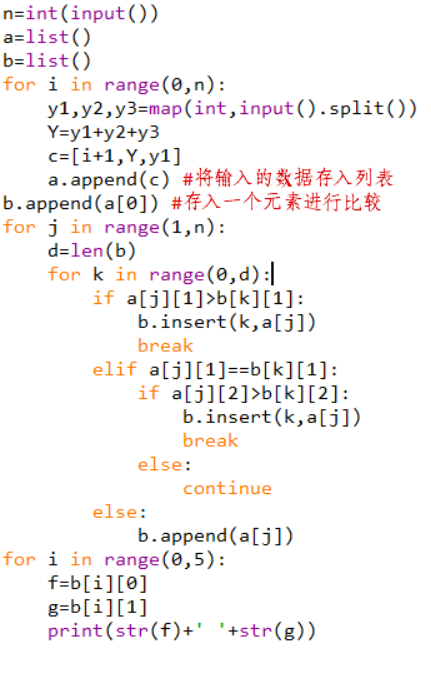 n=int(input())
a=list()
b=list()
for i in range(0,n):
    y1,y2,y3=map(int,input().split())
    Y=y1+y2+y3
    c=[i+1,Y,y1]
    a.append(c) #将输入的数据存入列表
b.append(a[0]) #存入一个元素进行比较
for j in range(1,n):
    d=len(b)
    for k in range(0,d):
        if a[j][1]>b[k][1]:
            b.insert(k,a[j])
            break
        elif a[j][1]==b[k][1]:
            if a[j][2]>b[k][2]:
                b.insert(k,a[j])
                break
            else:
                continue
        else:
            b.append(a[j])
for i in range(0,5):
    f=b[i][0]
    g=b[i][1]
    print(str(f)+' '+str(g))